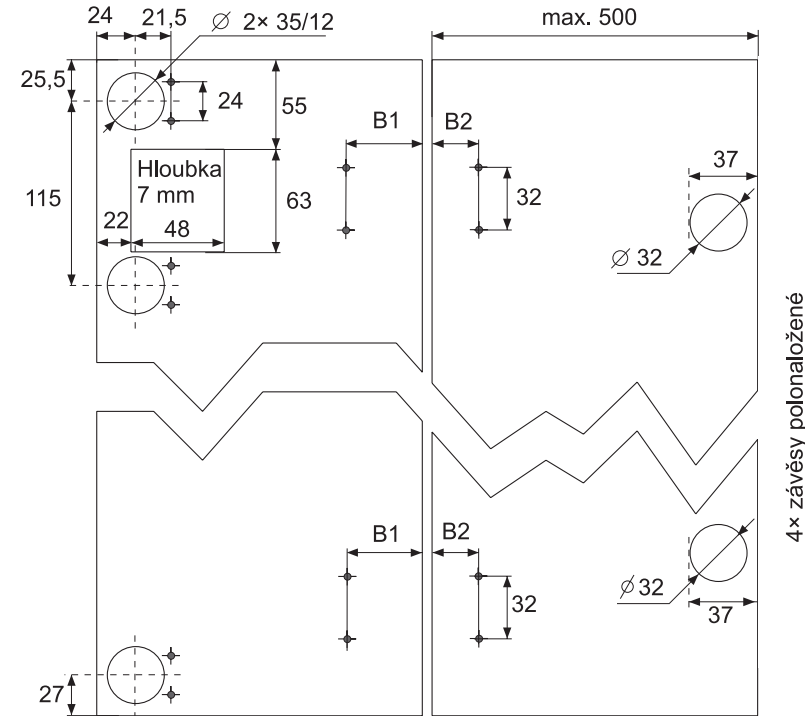 24
21,5
∅ 2× 35/12
max. 500
25,5
24
55
B1
B2
37
115
Hloubka
7 mm
63
32
22
48
∅ 32
4× závěsy polonaložené
B1
B2
32
∅ 32
37
27